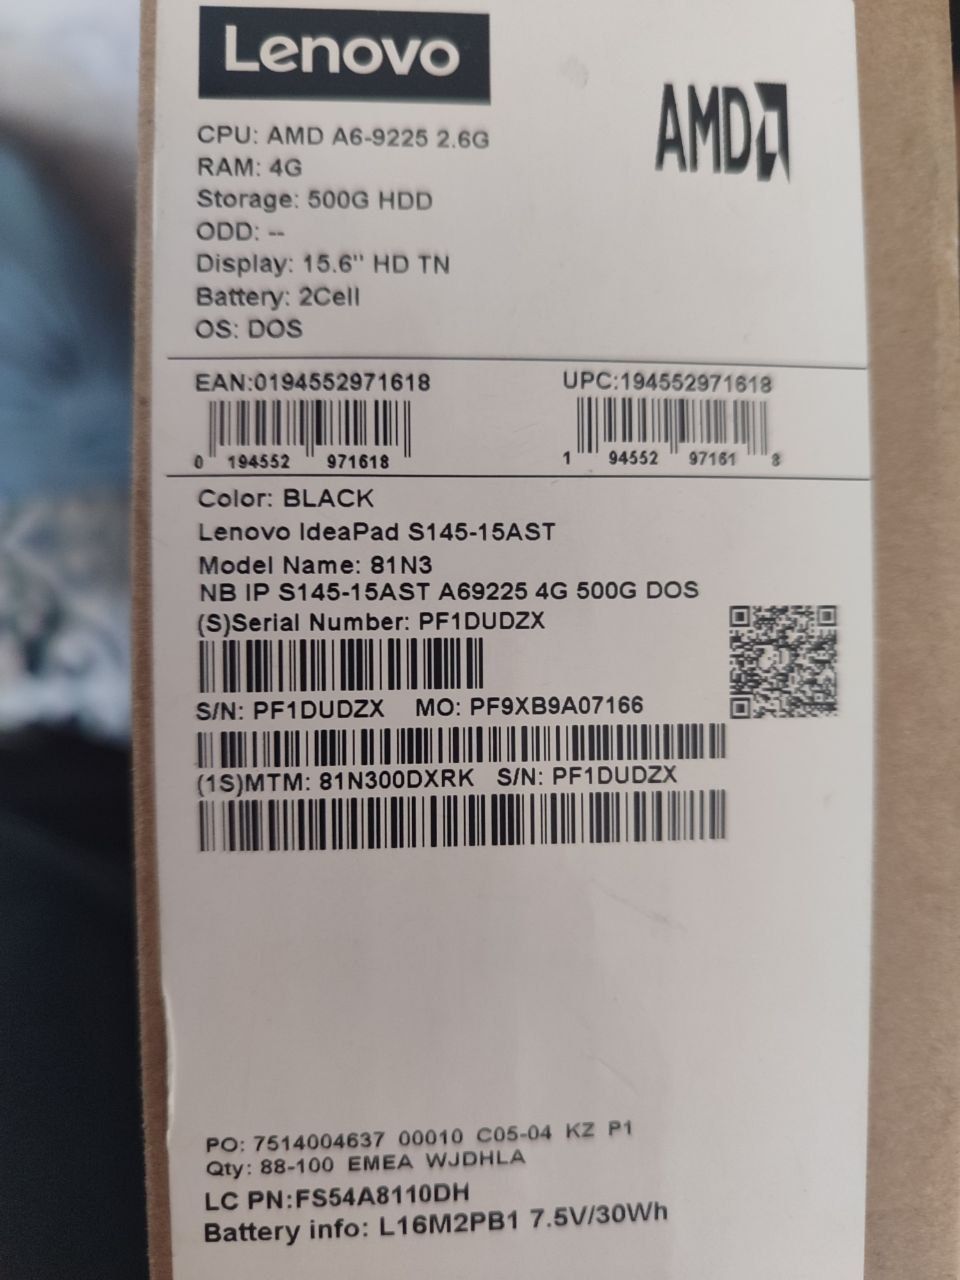 Lenovo
AMD
CPU: AMD A6-9225 2.6G
RAM: 4G
Storage: 500G HDD
ODD: --
Display: 15.6" HD TN
Battery: 2Cell
OS: DOS
EAN:0194552971618 UPC:194552971618
0 194552 971618 1 94552 97161 8
Color: BLACK
Lenovo IdeaPad S145-15AST
Model Name: 81N3
NB IP S145-15AST A69225 4G 500G DOS
(S)Serial Number: PF1DUDZX
S/N: PF1DUDZX MO: PF9XB9A07166
(1S)MTM: 81N300DXRK S/N: PF1DUDZX
PO: 7514004637 00010 C05-04 KZ P1
Qty: 88-100 EMEA WJDHLA
LC PN:FS54A8110DH
Battery info: L16M2PB1 7.5V/30Wh